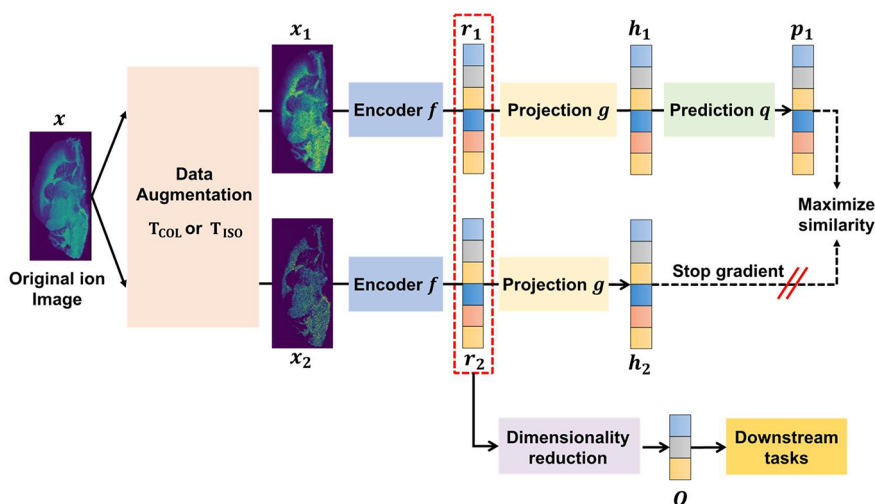 x
Original ion
Image
Data
Augmentation
T_COL or T_ISO
x₁
x₂
Encoder f
Encoder f
r₁
r₂
Projection g
Projection g
h₁
h₂
Prediction q
p₁
Maximize
similarity
Stop gradient
Dimensionality
reduction
O
Downstream
tasks